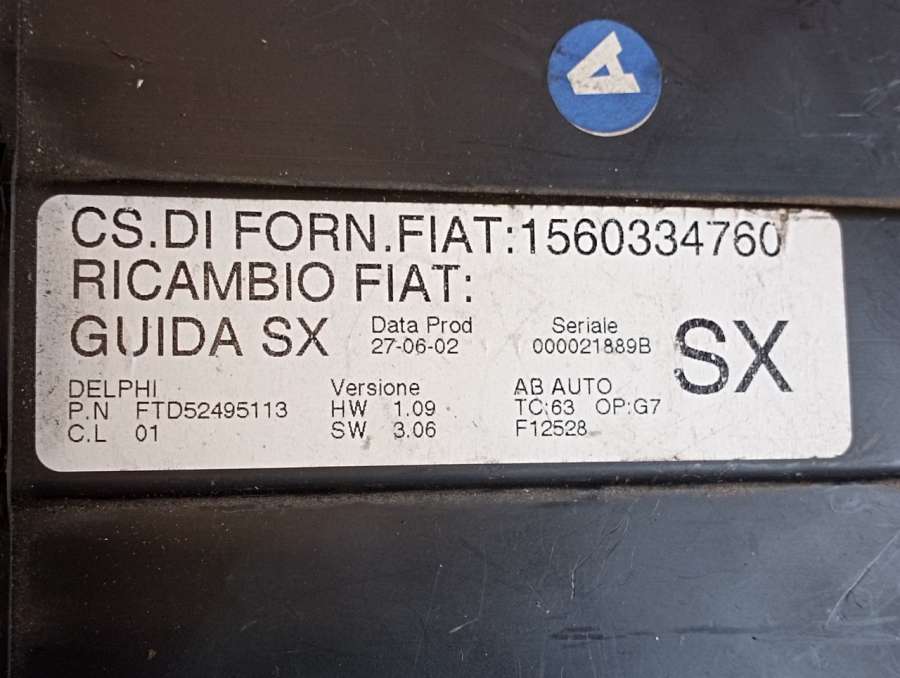 A
CS.DI FORN.FIAT:1560334760
RICAMBIO FIAT:
GUIDA SX
Data Prod
27-06-02
Seriale
000021889B
SX
DELPHI
P.N FTD52495113
C.L 01
Versione
HW 1.09
SW 3.06
AB AUTO
TC:63 OP:G7
F12528